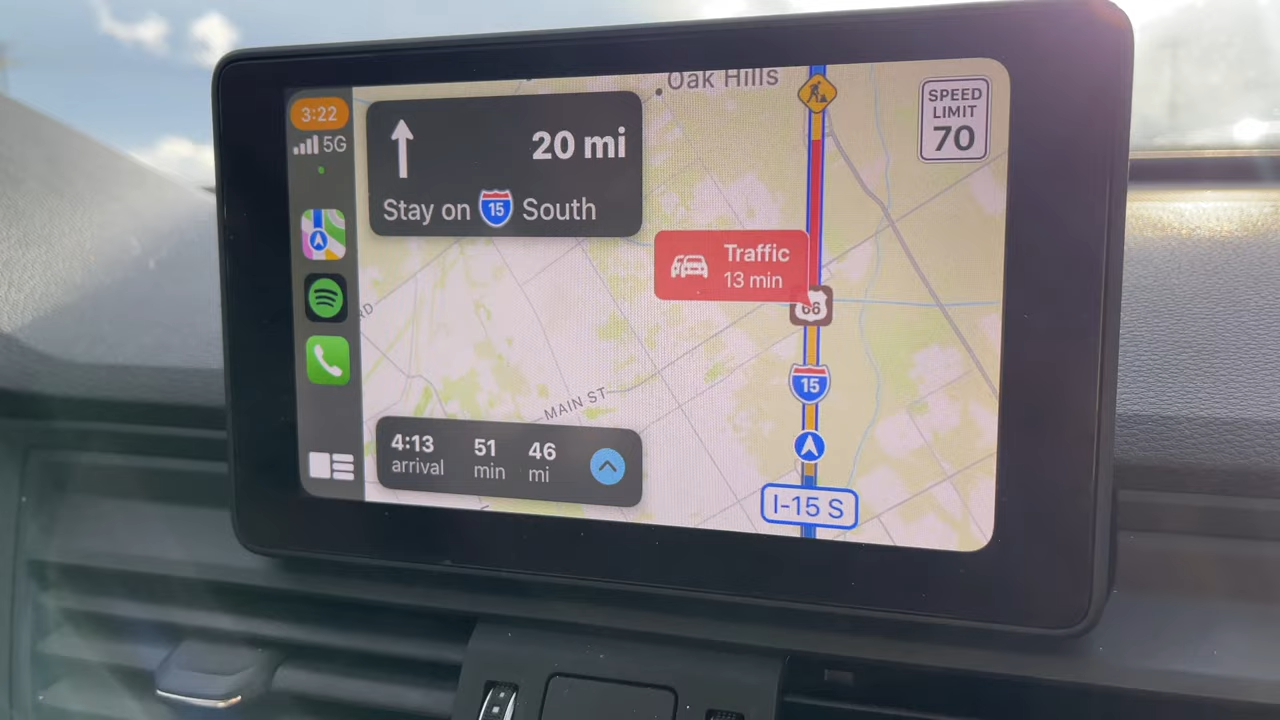 3:22
5G
20 mi
Stay on 15 South
Oak Hills
SPEED
LIMIT
70
Traffic
13 min
66
15
RD
MAIN ST
4:13 51 46
arrival min mi
I-15 S